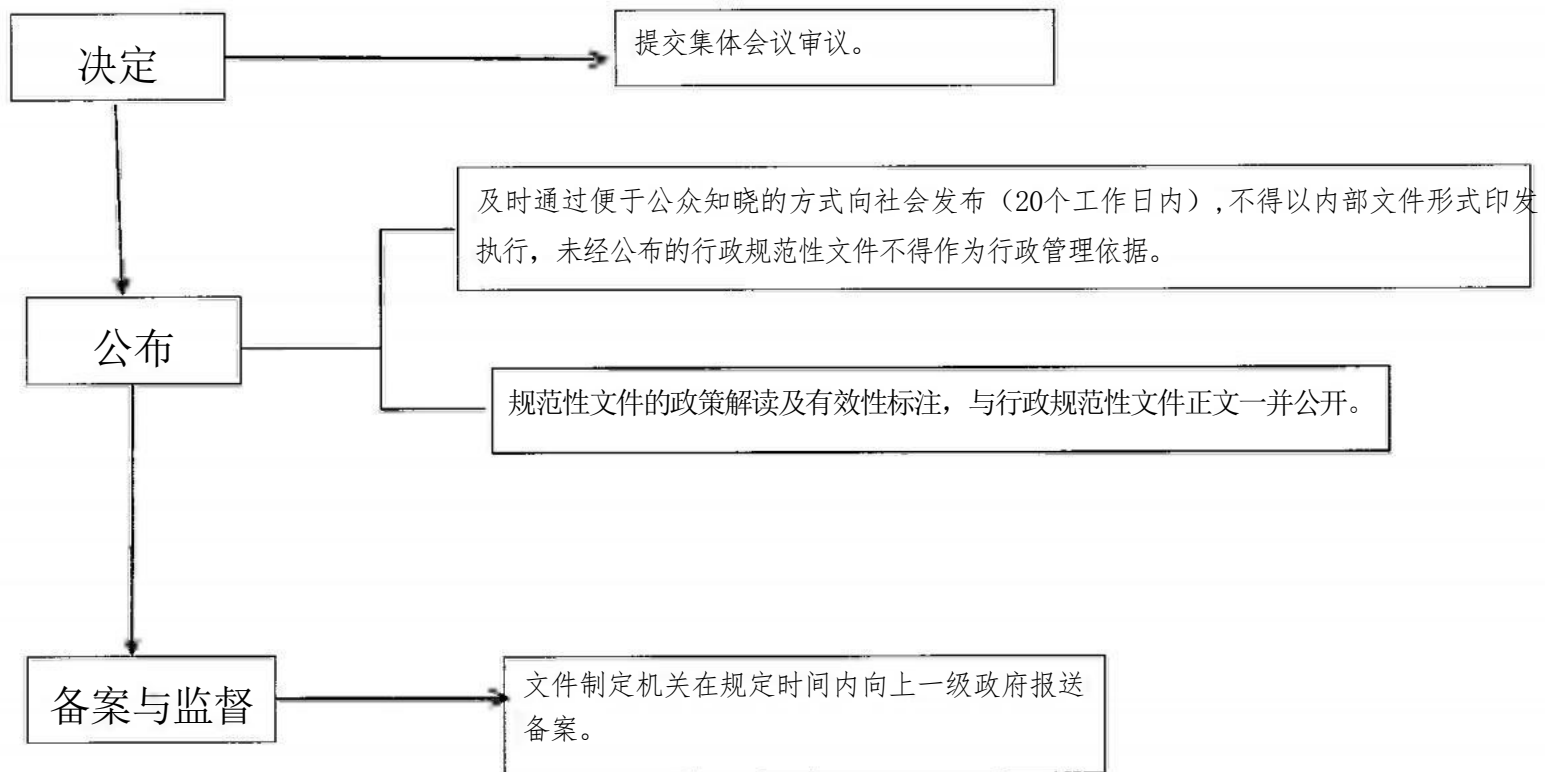 决定
提交集体会议审议。
及时通过便于公众知晓的方式向社会发布（20个工作日内）,不得以内部文件形式印发
执行，未经公布的行政规范性文件不得作为行政管理依据。
公布
规范性文件的政策解读及有效性标注，与行政规范性文件正文一并公开。
备案与监督
文件制定机关在规定时间内向上一级政府报送
备案。